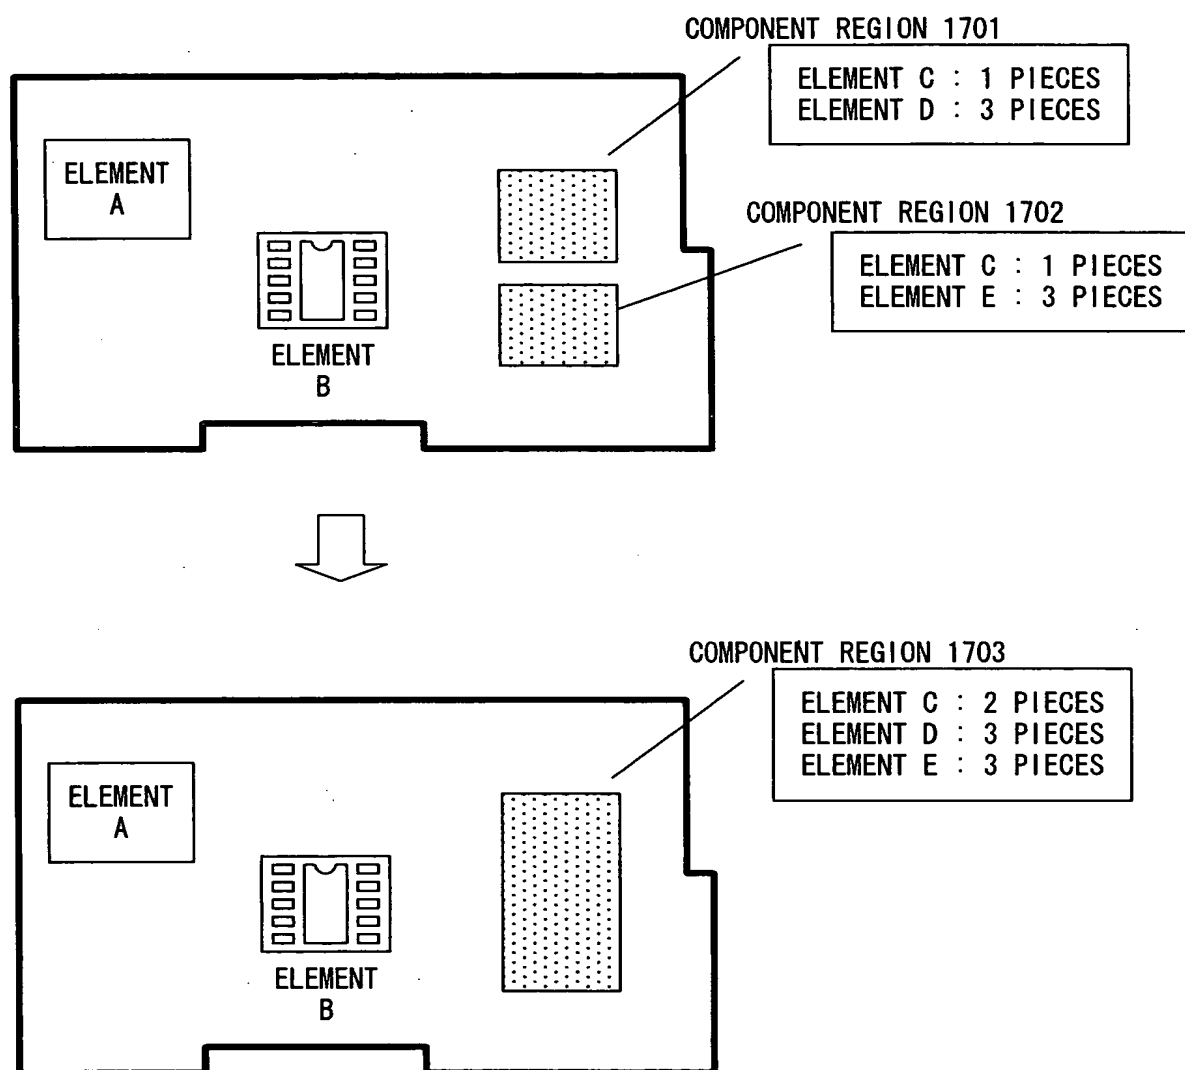 COMPONENT REGION 1701
ELEMENT C : 1 PIECES
ELEMENT D : 3 PIECES
ELEMENT
A
COMPONENT REGION 1702
ELEMENT C : 1 PIECES
ELEMENT E : 3 PIECES
ELEMENT
B
COMPONENT REGION 1703
ELEMENT C : 2 PIECES
ELEMENT D : 3 PIECES
ELEMENT E : 3 PIECES
ELEMENT
A
ELEMENT
B